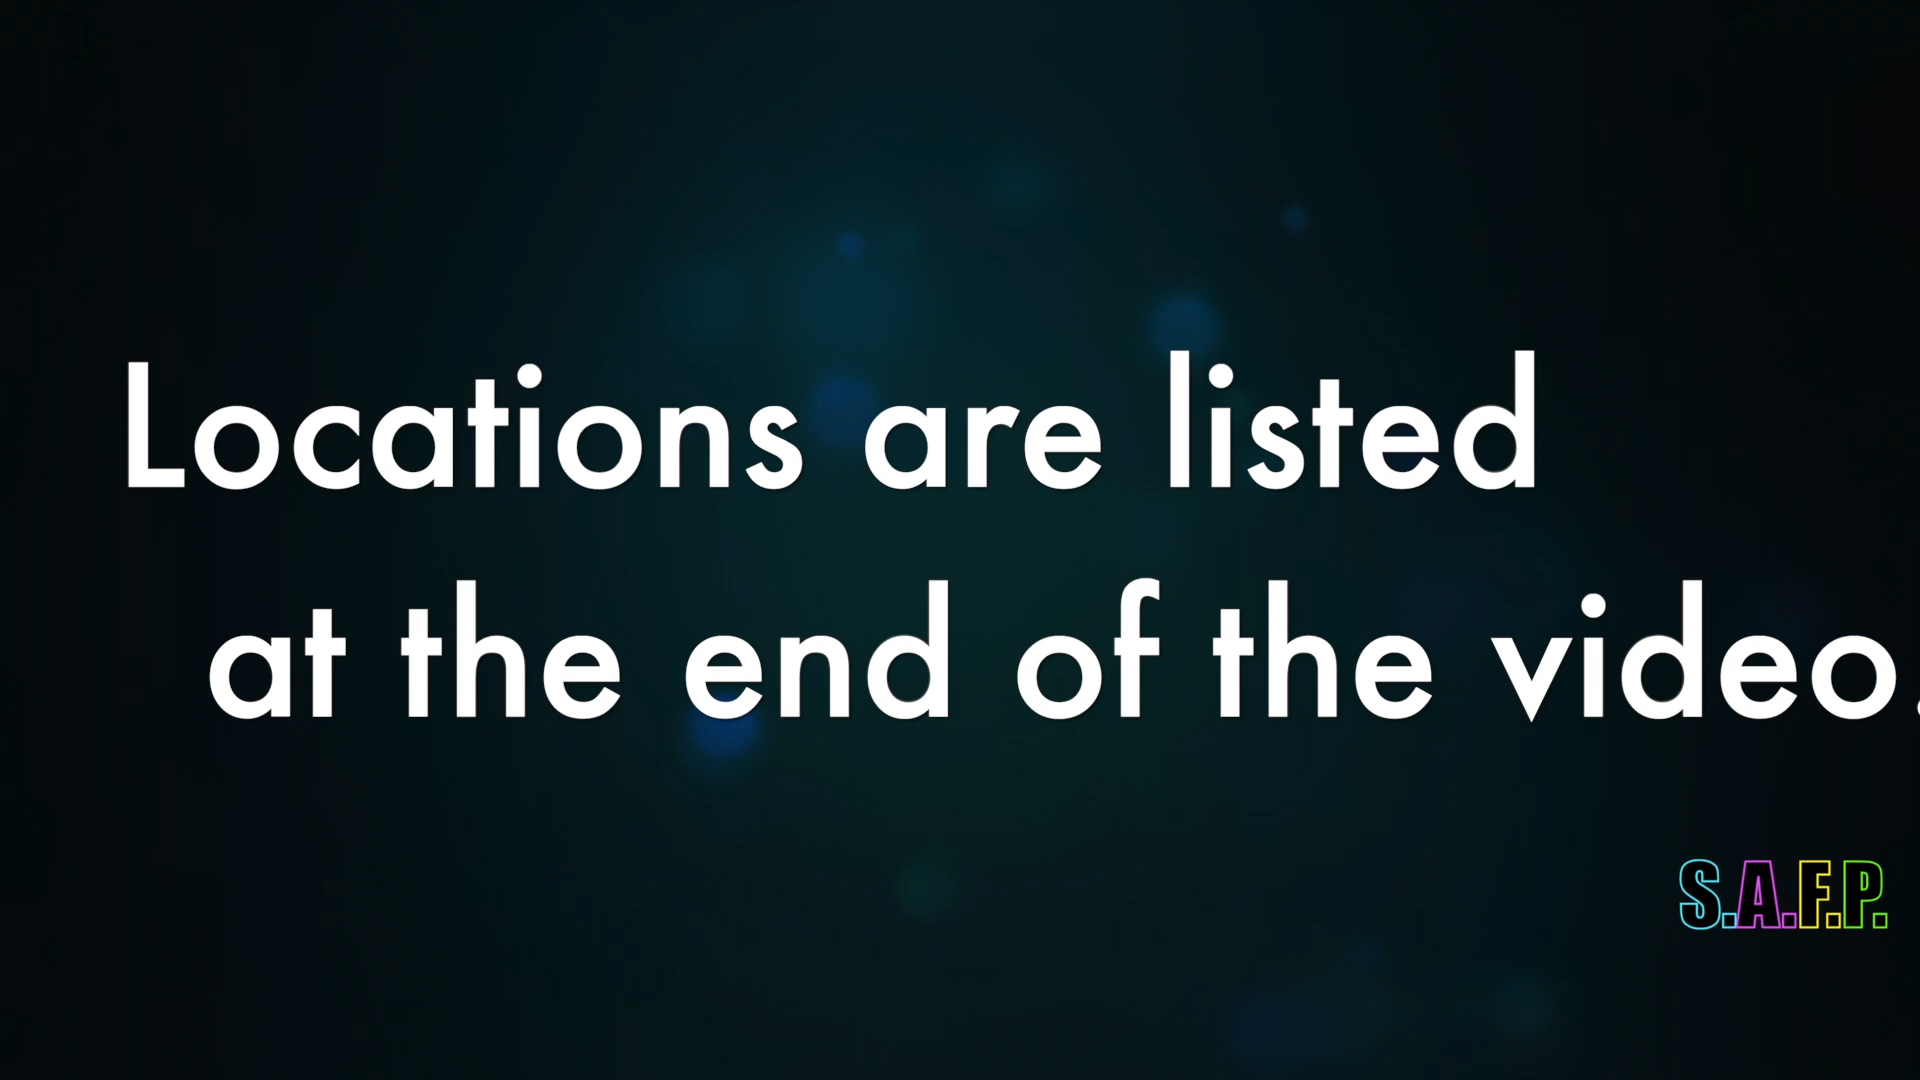 Locations are listed
at the end of the video.
S.A.F.P.